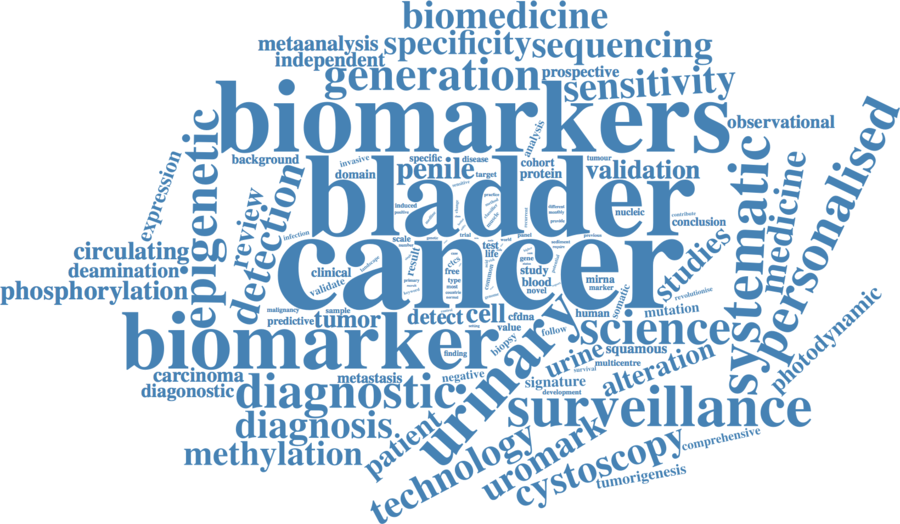 biomedicine
metaanalysis specificity sequencing
independent
generation prospective sensitivity
biomarkers
observational
analysis
background invasive specific disease cohort tumour
domain penile target protein validation
bladder
expression
epigenetic
review
detection
infection
induced
positive
nucleic
contribute
conclusion
different
cancer
circulating
deamination
phosphorylation
scale
trial
test
life
result
clinical
validate
landscape
ctcs
free
type
common
gene
study
blood
novel
mirna
marker
somatic
studies
revolutionise
mutation
systematic
medicine
personalised
photodynamic
malignancy sample
predictive tumor detect cell cfdna human
value
biomarker
finding
biopsy
follow
science
urinary
urine squamous
multicentre
survival
carcinoma
diagonostic
metastasis negative
diagnostic
signature
development
alteration
surveillance
diagnosis
methylation
patient
technology
uromark
cystoscopy
comprehensive
tumorigenesis